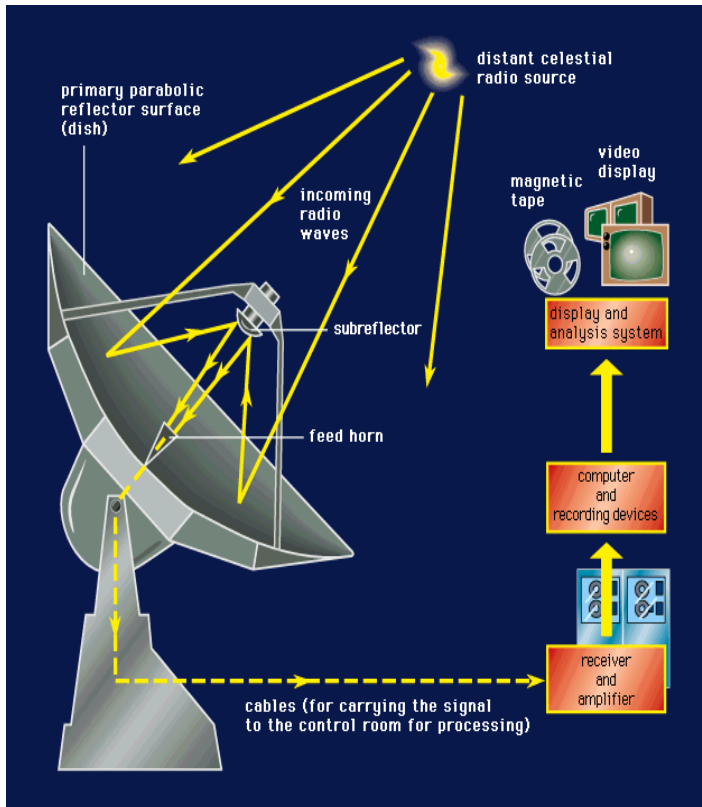 distant celestial
radio source
primary parabolic
reflector surface
(dish)
video
display
magnetic
tape
incoming
radio
waves
display and
analysis system
subreflector
feed horn
computer
and
recording devices
receiver
and
amplifier
cables (for carrying the signal
to the control room for processing)